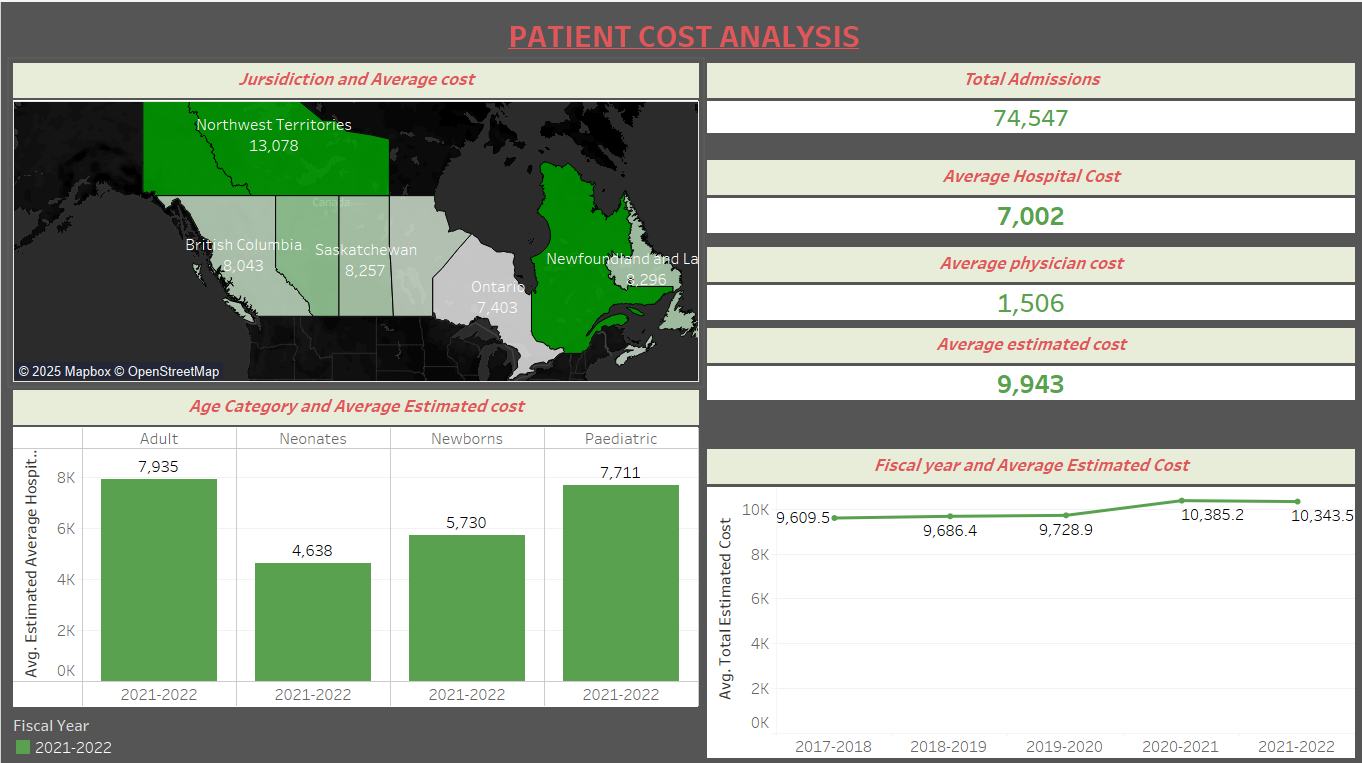 PATIENT COST ANALYSIS
Jursidiction and Average cost
Northwest Territories
13,078
Canada
British Columbia
8,043
Saskatchewan
8,257
Ontario
7,403
Newfoundland and La
8,296
© 2025 Mapbox © OpenStreetMap
Total Admissions
74,547
Average Hospital Cost
7,002
Average physician cost
1,506
Average estimated cost
9,943
Age Category and Average Estimated cost
Adult Neonates Newborns Paediatric
Avg. Estimated Average Hospit..
8K
6K
4K
2K
0K
7,935
4,638
5,730
7,711
2021-2022 2021-2022 2021-2022 2021-2022
Fiscal Year
2021-2022
Fiscal year and Average Estimated Cost
Avg. Total Estimated Cost
10K
8K
6K
4K
2K
0K
9,609.5
9,686.4
9,728.9
10,385.2
10,343.5
2017-2018 2018-2019 2019-2020 2020-2021 2021-2022